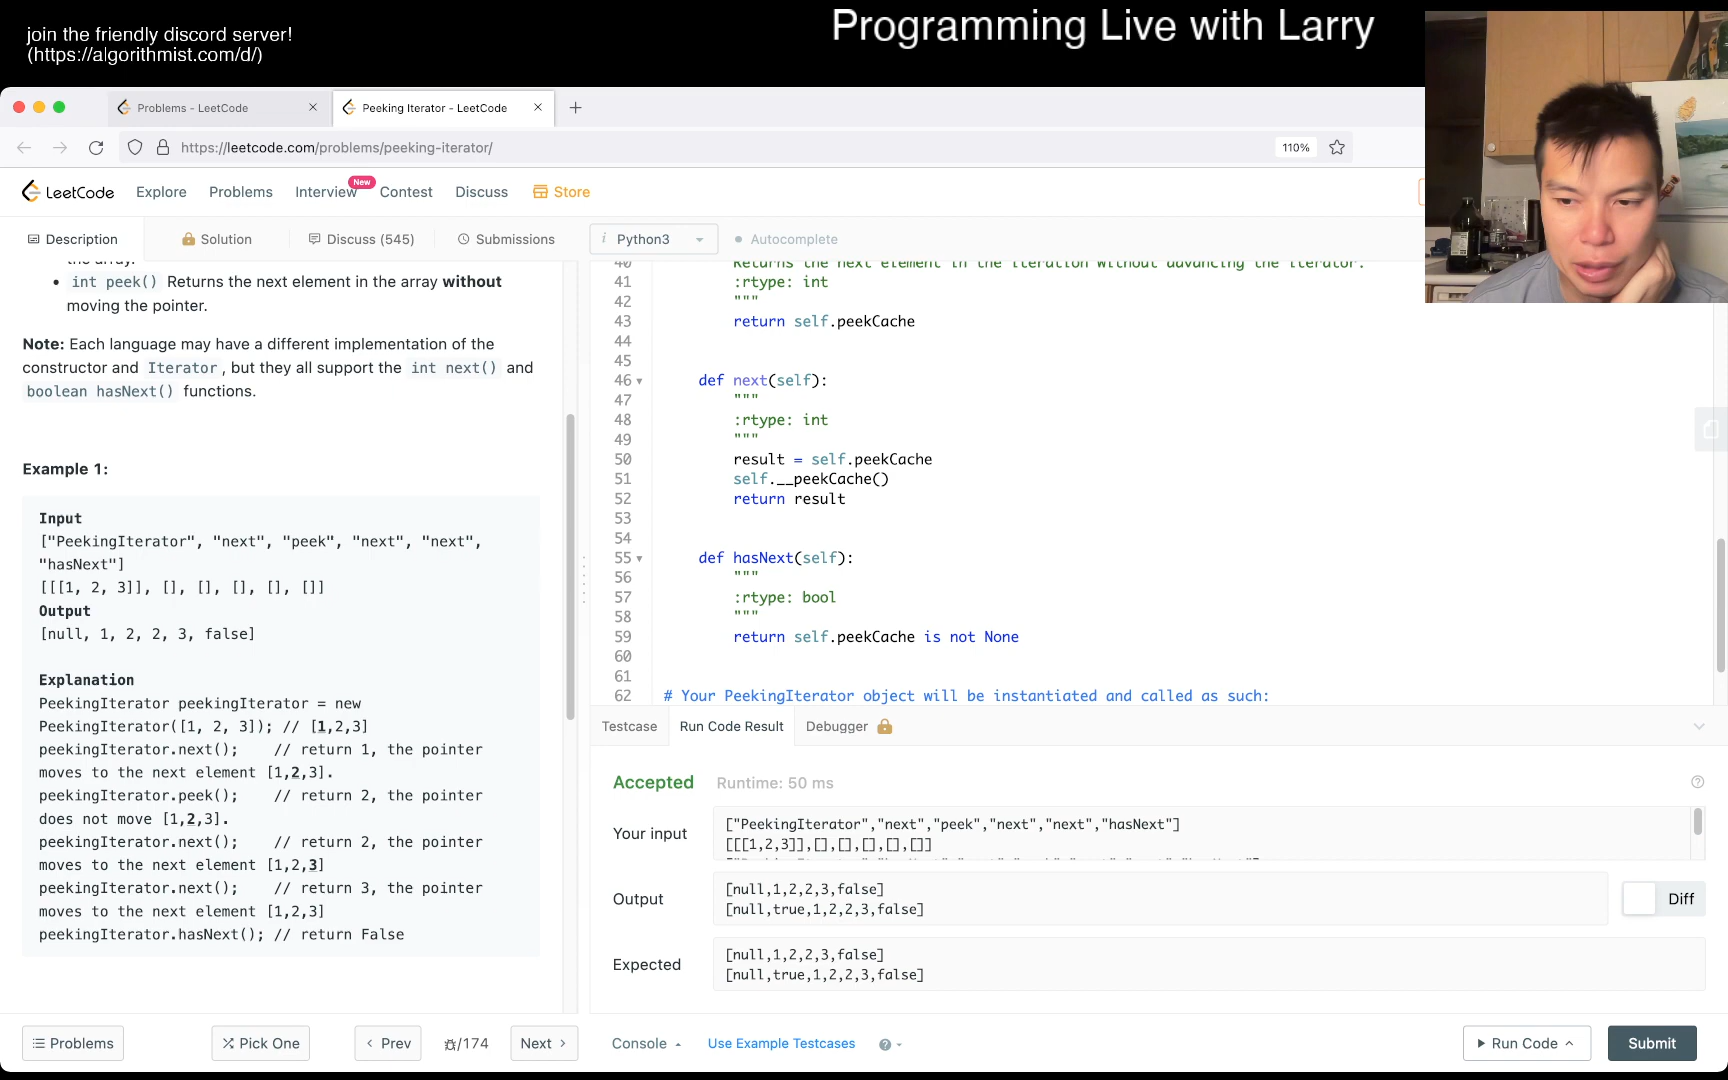 join the friendly discord server!
(https://algorithmist.com/d/)
Programming Live with Larry
Problems - LeetCode
Peeking Iterator - LeetCode
https://leetcode.com/problems/peeking-iterator/
110%
LeetCode
Explore
Problems
Interview
New
Contest
Discuss
Store
Description
Solution
Discuss (545)
Submissions
i Python3
Autocomplete
the array.
• int peek() Returns the next element in the array without
moving the pointer.
Note: Each language may have a different implementation of the
constructor and Iterator, but they all support the int next() and
boolean hasNext() functions.
Example 1:
Input
["PeekingIterator", "next", "peek", "next", "next",
"hasNext"]
[[[1, 2, 3]], [], [], [], [], []]
Output
[null, 1, 2, 2, 3, false]
Explanation
PeekingIterator peekingIterator = new
PeekingIterator([1, 2, 3]); // [1,2,3]
peekingIterator.next();    // return 1, the pointer
moves to the next element [1,2,3].
peekingIterator.peek();    // return 2, the pointer
does not move [1,2,3].
peekingIterator.next();    // return 2, the pointer
moves to the next element [1,2,3]
peekingIterator.next();    // return 3, the pointer
moves to the next element [1,2,3]
peekingIterator.hasNext(); // return False
40 Returns the next element in the iteration without advancing the iterator.
41 :rtype: int
42 """
43 return self.peekCache
44
45
46 def next(self):
47 """
48 :rtype: int
49 """
50 result = self.peekCache
51 self.__peekCache()
52 return result
53
54
55 def hasNext(self):
56 """
57 :rtype: bool
58 """
59 return self.peekCache is not None
60
61
62 # Your PeekingIterator object will be instantiated and called as such:
Testcase
Run Code Result
Debugger
Accepted
Runtime: 50 ms
Your input
["PeekingIterator","next","peek","next","next","hasNext"]
[[[1,2,3]],[],[],[],[],[]]
Output
[null,1,2,2,3,false]
[null,true,1,2,2,3,false]
Diff
Expected
[null,1,2,2,3,false]
[null,true,1,2,2,3,false]
Problems
Pick One
Prev
/174
Next
Console
Use Example Testcases
Run Code
Submit